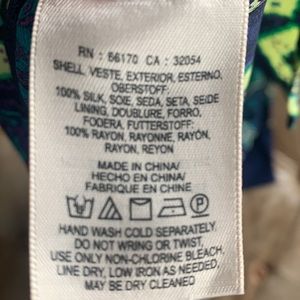 RN : 66170 CA : 32054
SHELL, VESTE, EXTERIOR, ESTERNO,
OBERSTOFF:
100% SILK, SOIE, SEDA, SETA, SEIDE
LINING, DOUBLURE, FORRO,
FODERA, FUTTERSTOFF:
100% RAYON, RAYONNE, RAYÓN,
RAYON, REYON
MADE IN CHINA/
HECHO EN CHINA/
FABRIQUE EN CHINE
HAND WASH COLD SEPARATELY.
DO NOT WRING OR TWIST,
USE ONLY NON-CHLORINE BLEACH,
LINE DRY, LOW IRON AS NEEDED,
MAY BE DRY CLEANED